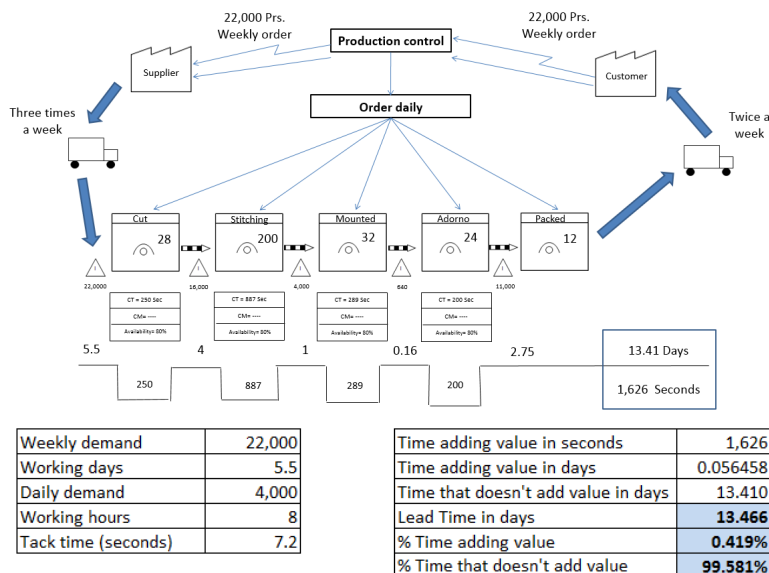 22,000 Prs.
Weekly order
22,000 Prs.
Weekly order
Production control
Supplier
Customer
Three times
a week
Order daily
Twice a
week
Cut
Stitching
Mounted
Adorno
Packed
28
200
32
24
12
I
I
I
I
I
22,0000
16,000
4,000
640
11,000
CT = 250 Sec
CM= ----
Availability= 80%
CT = 887 Sec
CM= ----
Availability= 80%
CT = 289 Sec
CM= ----
Availability= 80%
CT = 200 Sec
CM= ----
Availability= 80%
5.5
4
1
0.16
2.75
13.41 Days
250
887
289
200
1,626 Seconds
Weekly demand 22,000
Working days 5.5
Daily demand 4,000
Working hours 8
Tack time (seconds) 7.2
Time adding value in seconds 1,626
Time adding value in days 0.056458
Time that doesn't add value in days 13.410
Lead Time in days 13.466
% Time adding value 0.419%
% Time that doesn't add value 99.581%